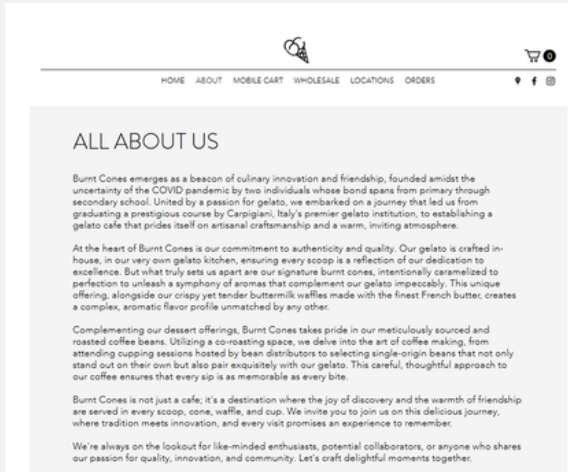 0
HOME ABOUT MOBILE CART WHOLESALE LOCATIONS ORDERS
ALL ABOUT US
Burnt Cones emerges as a beacon of culinary innovation and friendship, founded amidst the
uncertainty of the COVID pandemic by two individuals whose bond spans from primary through
secondary school. United by a passion for gelato, we embarked on a journey that led us from
graduating a prestigious course by Carpigiani, Italy's premier gelato institution, to establishing a
gelato cafe that prides itself on artisanal craftsmanship and a warm, inviting atmosphere.
At the heart of Burnt Cones is our commitment to authenticity and quality. Our gelato is crafted in-
house, in our very own gelato kitchen, ensuring every scoop is a reflection of our dedication to
excellence. But what truly sets us apart are our signature burnt cones, intentionally caramelized to
perfection to unleash a symphony of aromas that complement our gelato impeccably. This unique
offering, alongside our crispy yet tender buttermilk waffles made with the finest French butter, creates
a complex, aromatic flavor profile unmatched by any other.
Complementing our dessert offerings, Burnt Cones takes pride in our meticulously sourced and
roasted coffee beans. Utilizing a co-roasting space, we delve into the art of coffee making, from
attending cupping sessions hosted by bean distributors to selecting single-origin beans that not only
stand out on their own but also pair exquisitely with our gelato. This careful, thoughtful approach to
our coffee ensures that every sip is as memorable as every bite.
Burnt Cones is not just a cafe; it's a destination where the joy of discovery and the warmth of friendship
are served in every scoop, cone, waffle, and cup. We invite you to join us on this delicious journey,
where tradition meets innovation, and every visit promises an experience to remember.
We're always on the lookout for like-minded enthusiasts, potential collaborators, or anyone who shares
our passion for quality, innovation, and community. Let's craft delightful moments together.